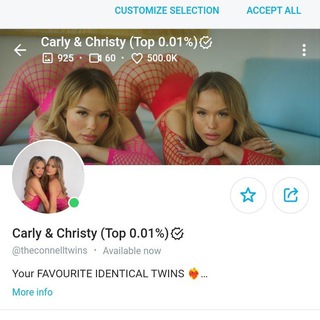 CUSTOMIZE SELECTION ACCEPT ALL
Carly & Christy (Top 0.01%)
925 • 60 • 500.0K
Carly & Christy (Top 0.01%)
@theconnelltwins • Available now
Your FAVOURITE IDENTICAL TWINS ❤️‍🔥...
More info